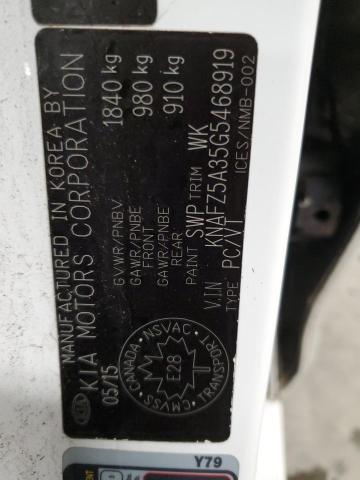 MANUFACTURED IN KOREA BY
KIA MOTORS CORPORATION
05/15
GVWR/PNBV 1840 kg
GAWR/PNBE FRONT 980 kg
GAWR/PNBE REAR 910 kg
PAINT SWP TRIM WK
V.I.N KNAFZ5A35G5468919
TYPE PC/VT
ICES/NMB-002
CANADA NSVAC TRANSPORT CMVSS
E28
KIA
Y79